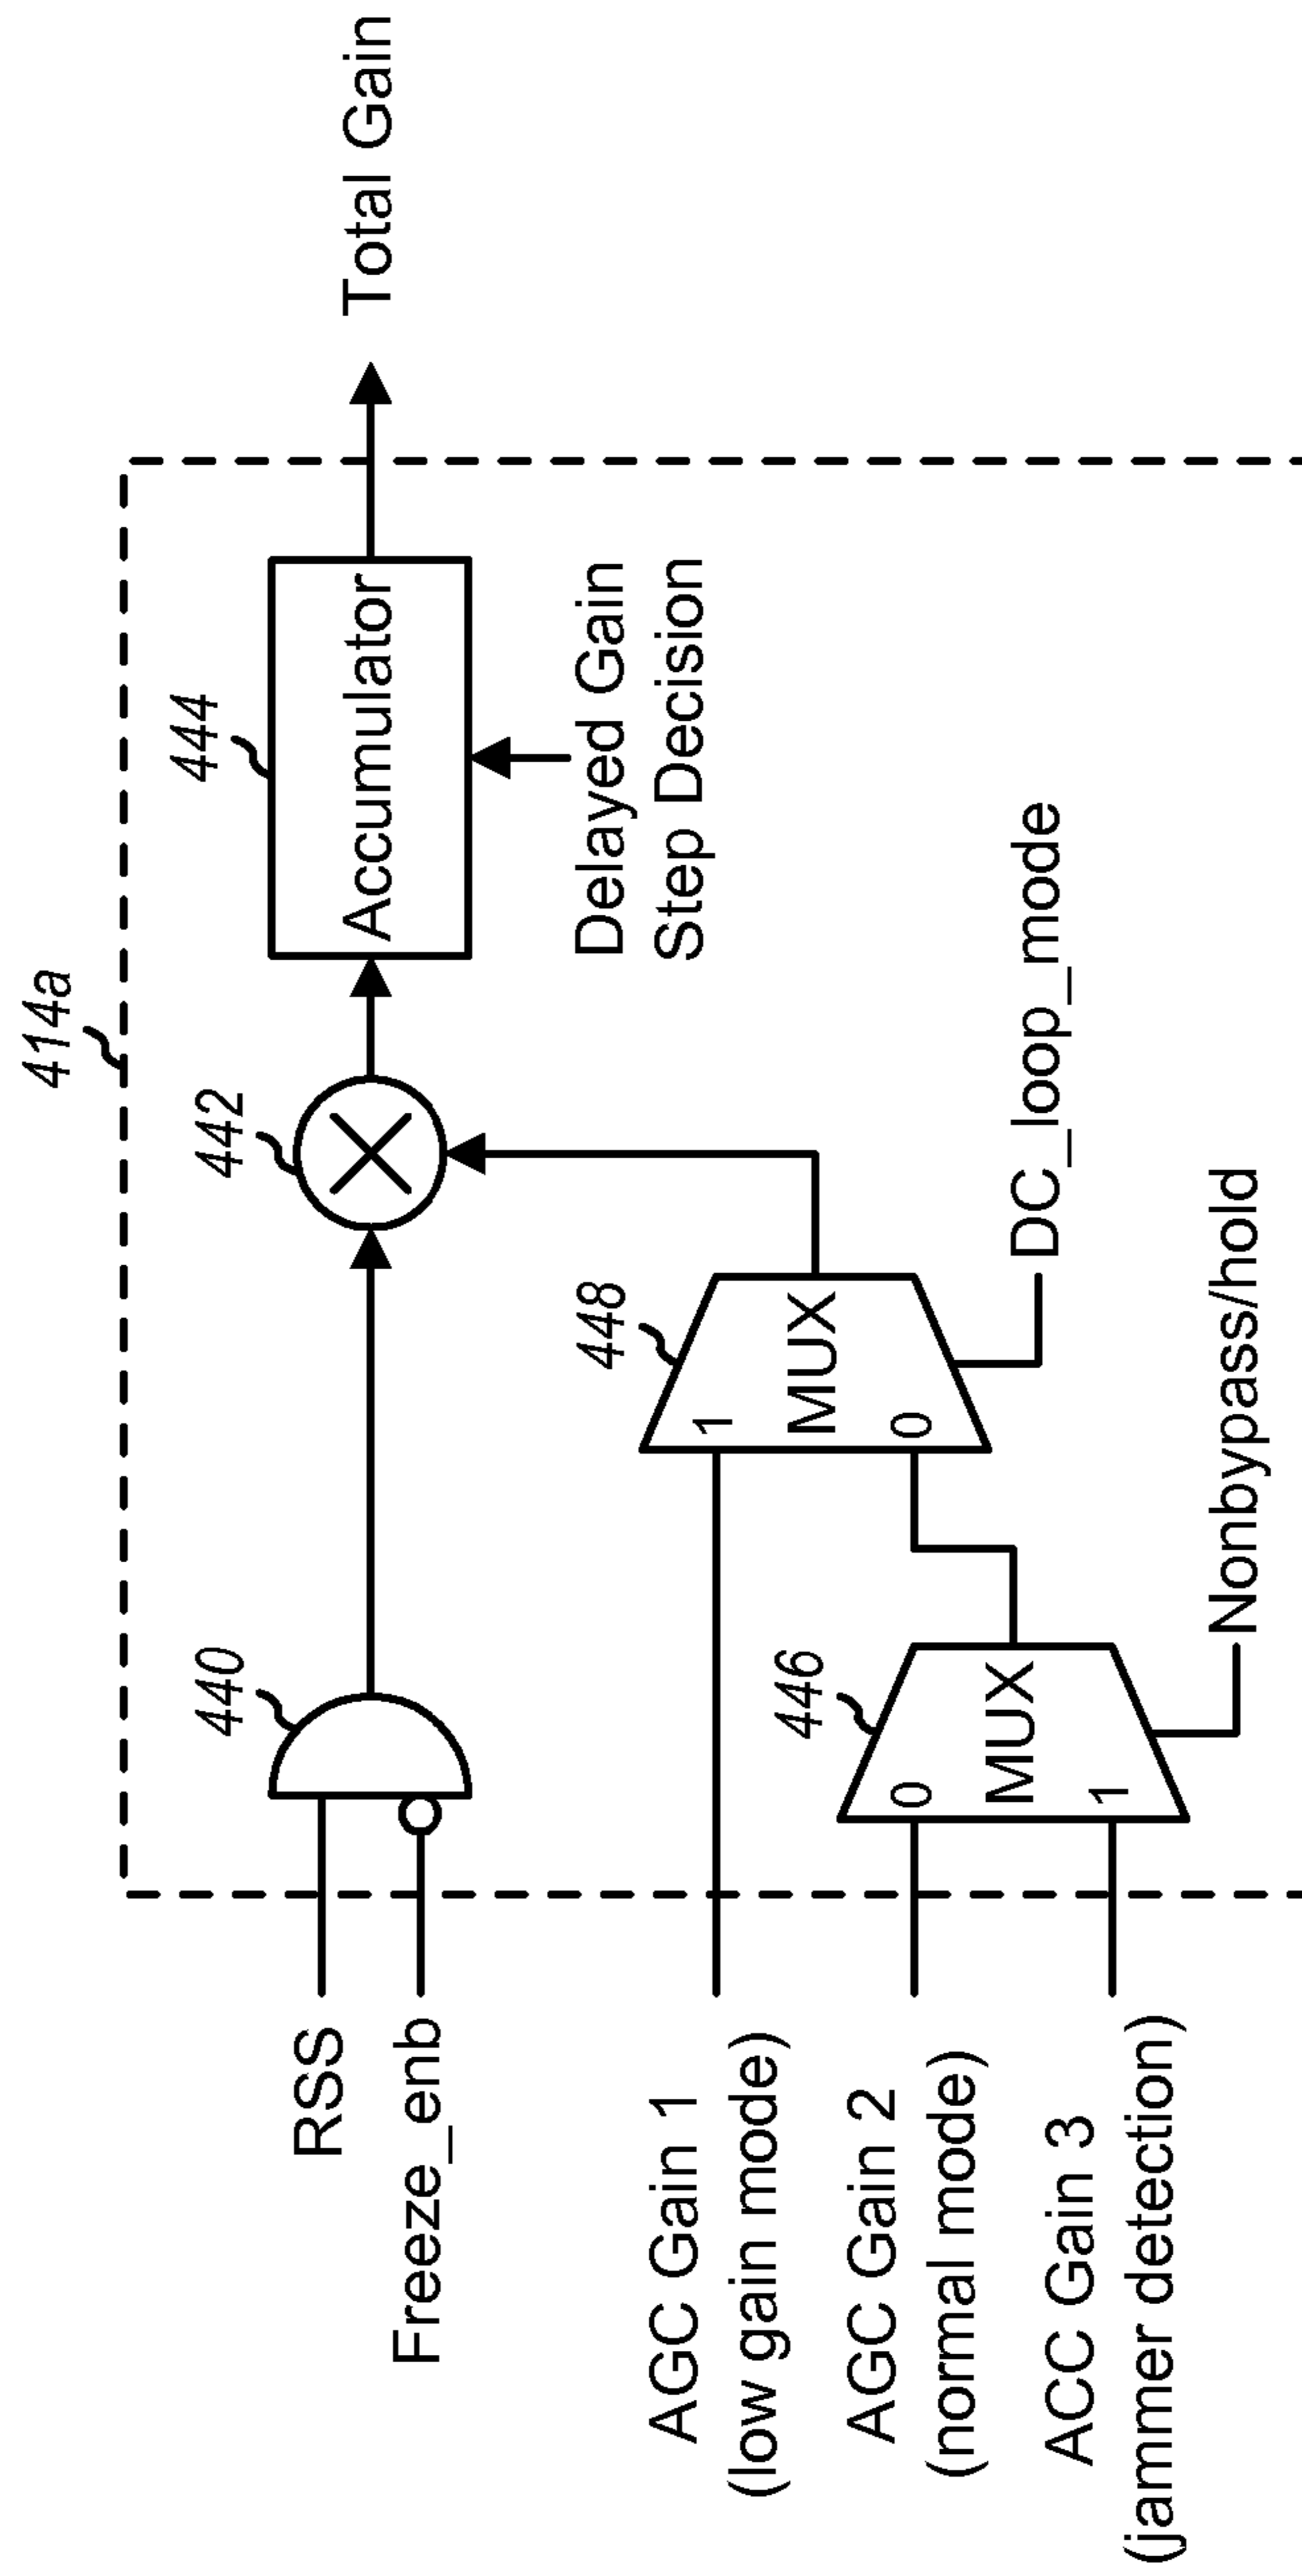 414a
440
442
444
RSS
Freeze_enb
Accumulator
Total Gain
Delayed Gain
Step Decision
448
AGC Gain 1
(low gain mode)
1
MUX
0
DC_loop_mode
446
AGC Gain 2
(normal mode)
0
MUX
1
ACC Gain 3
(jammer detection)
Nonbypass/hold